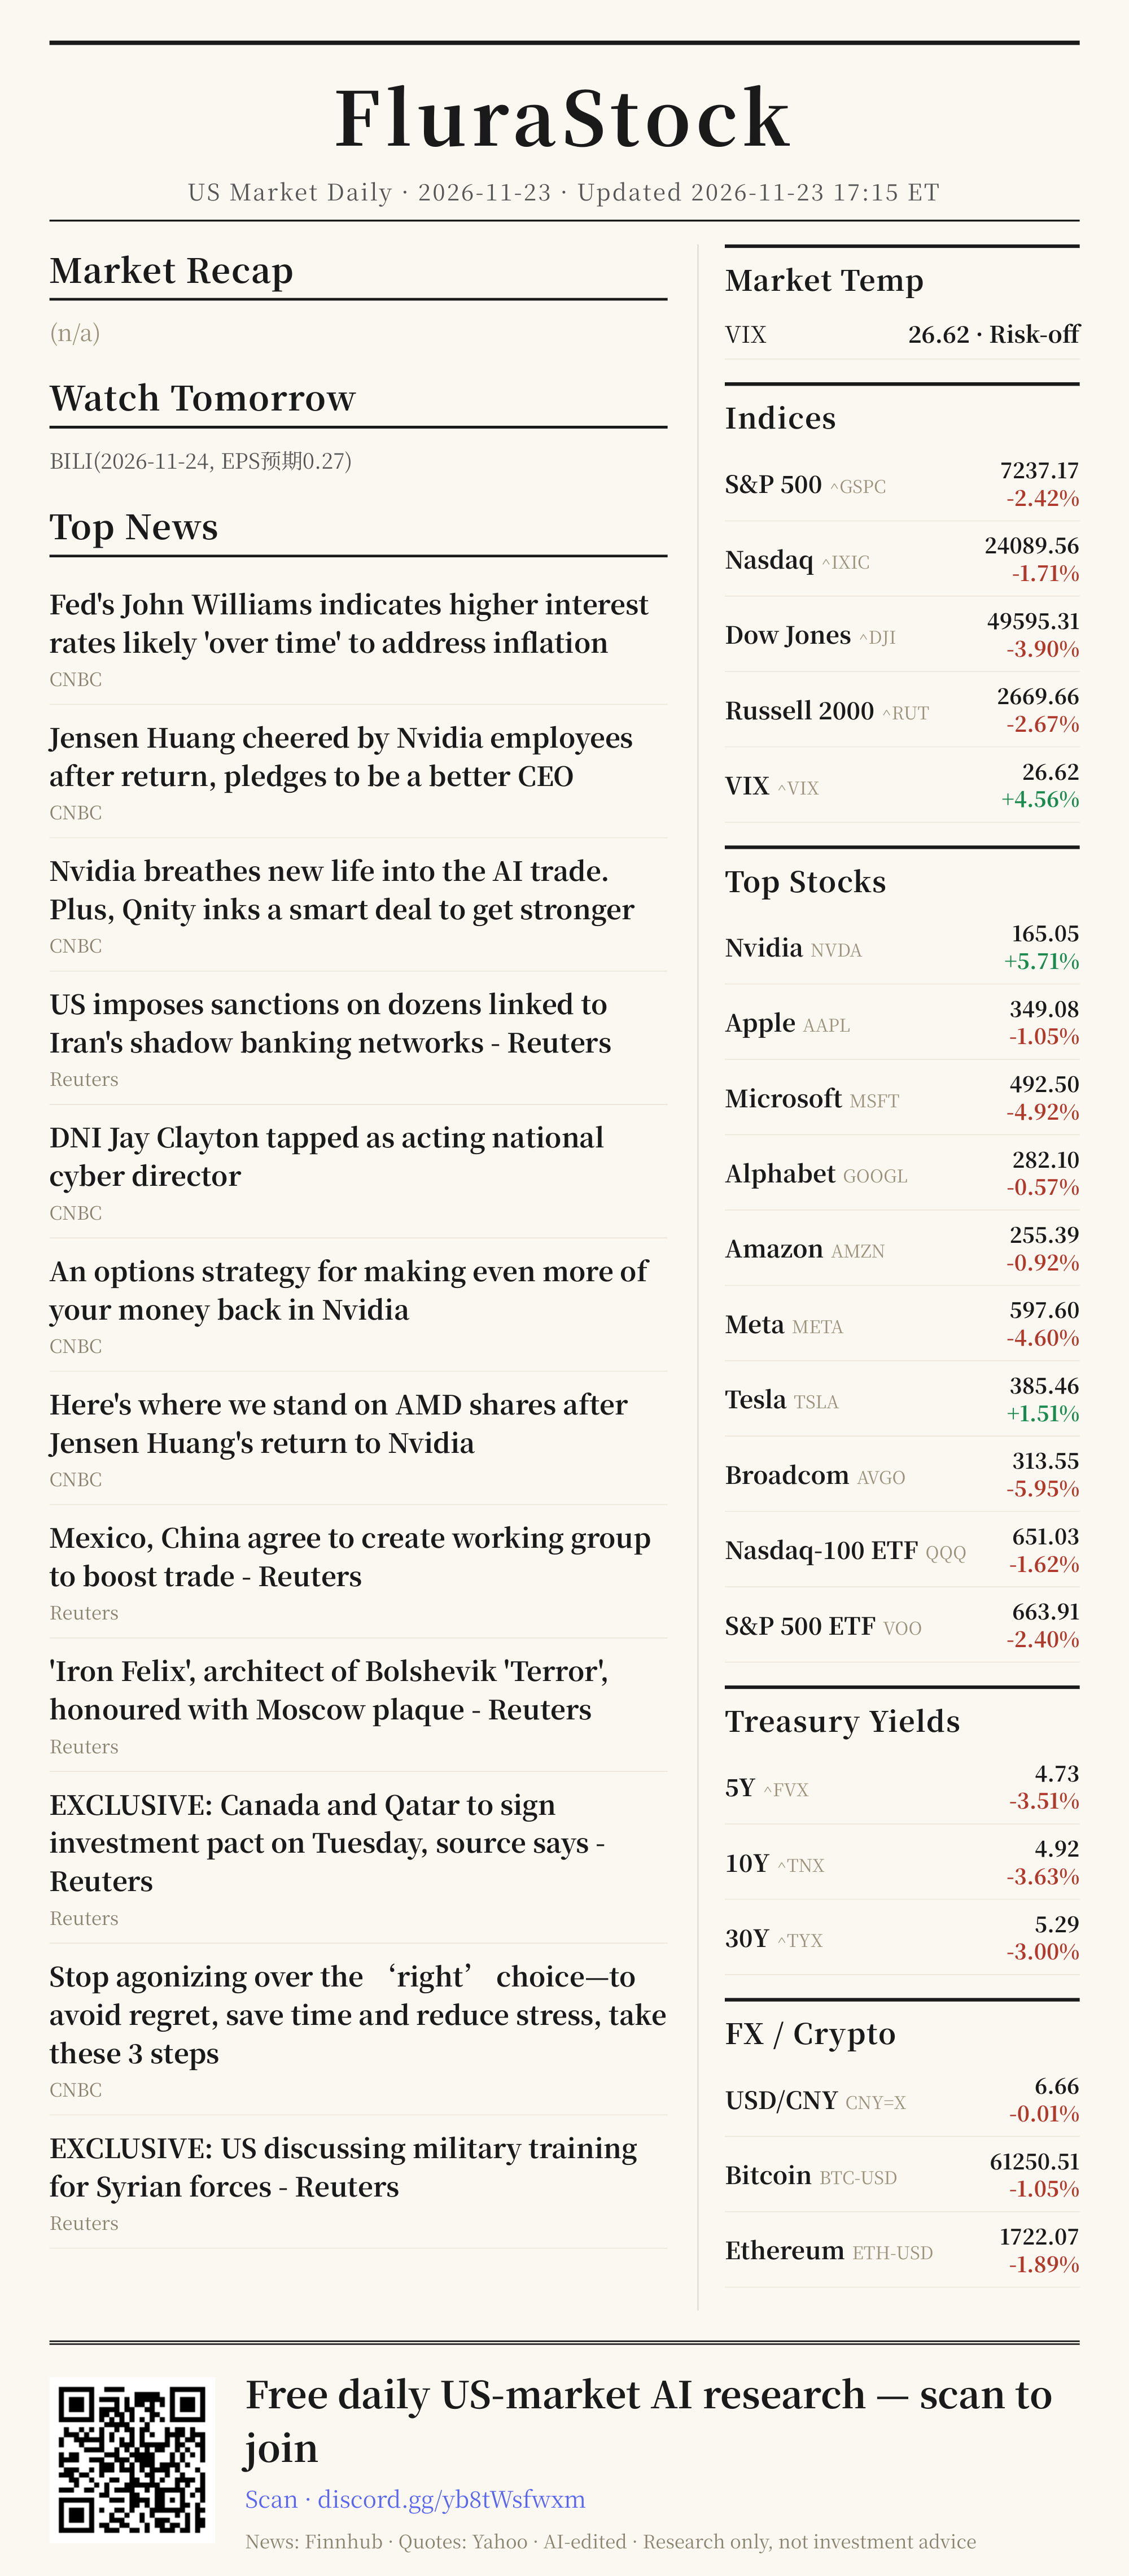 FluraStock
US Market Daily · 2026-11-23 · Updated 2026-11-23 17:15 ET
Market Recap
(n/a)
Watch Tomorrow
BILI(2026-11-24, EPS预期0.27)
Top News
Fed's John Williams indicates higher interest
rates likely 'over time' to address inflation
CNBC
Jensen Huang cheered by Nvidia employees
after return, pledges to be a better CEO
CNBC
Nvidia breathes new life into the AI trade.
Plus, Qnity inks a smart deal to get stronger
CNBC
US imposes sanctions on dozens linked to
Iran's shadow banking networks - Reuters
Reuters
DNI Jay Clayton tapped as acting national
cyber director
CNBC
An options strategy for making even more of
your money back in Nvidia
CNBC
Here's where we stand on AMD shares after
Jensen Huang's return to Nvidia
CNBC
Mexico, China agree to create working group
to boost trade - Reuters
Reuters
'Iron Felix', architect of Bolshevik 'Terror',
honoured with Moscow plaque - Reuters
Reuters
EXCLUSIVE: Canada and Qatar to sign
investment pact on Tuesday, source says -
Reuters
Reuters
Stop agonizing over the ‘right’ choice—to
avoid regret, save time and reduce stress, take
these 3 steps
CNBC
EXCLUSIVE: US discussing military training
for Syrian forces - Reuters
Reuters
Market Temp
VIX 26.62 · Risk-off
Indices
S&P 500 ^GSPC 7237.17
-2.42%
Nasdaq ^IXIC 24089.56
-1.71%
Dow Jones ^DJI 49595.31
-3.90%
Russell 2000 ^RUT 2669.66
-2.67%
VIX ^VIX 26.62
+4.56%
Top Stocks
Nvidia NVDA 165.05
+5.71%
Apple AAPL 349.08
-1.05%
Microsoft MSFT 492.50
-4.92%
Alphabet GOOGL 282.10
-0.57%
Amazon AMZN 255.39
-0.92%
Meta META 597.60
-4.60%
Tesla TSLA 385.46
+1.51%
Broadcom AVGO 313.55
-5.95%
Nasdaq-100 ETF QQQ 651.03
-1.62%
S&P 500 ETF VOO 663.91
-2.40%
Treasury Yields
5Y ^FVX 4.73
-3.51%
10Y ^TNX 4.92
-3.63%
30Y ^TYX 5.29
-3.00%
FX / Crypto
USD/CNY CNY=X 6.66
-0.01%
Bitcoin BTC-USD 61250.51
-1.05%
Ethereum ETH-USD 1722.07
-1.89%
Free daily US-market AI research — scan to
join
Scan · discord.gg/yb8tWsfwxm
News: Finnhub · Quotes: Yahoo · AI-edited · Research only, not investment advice